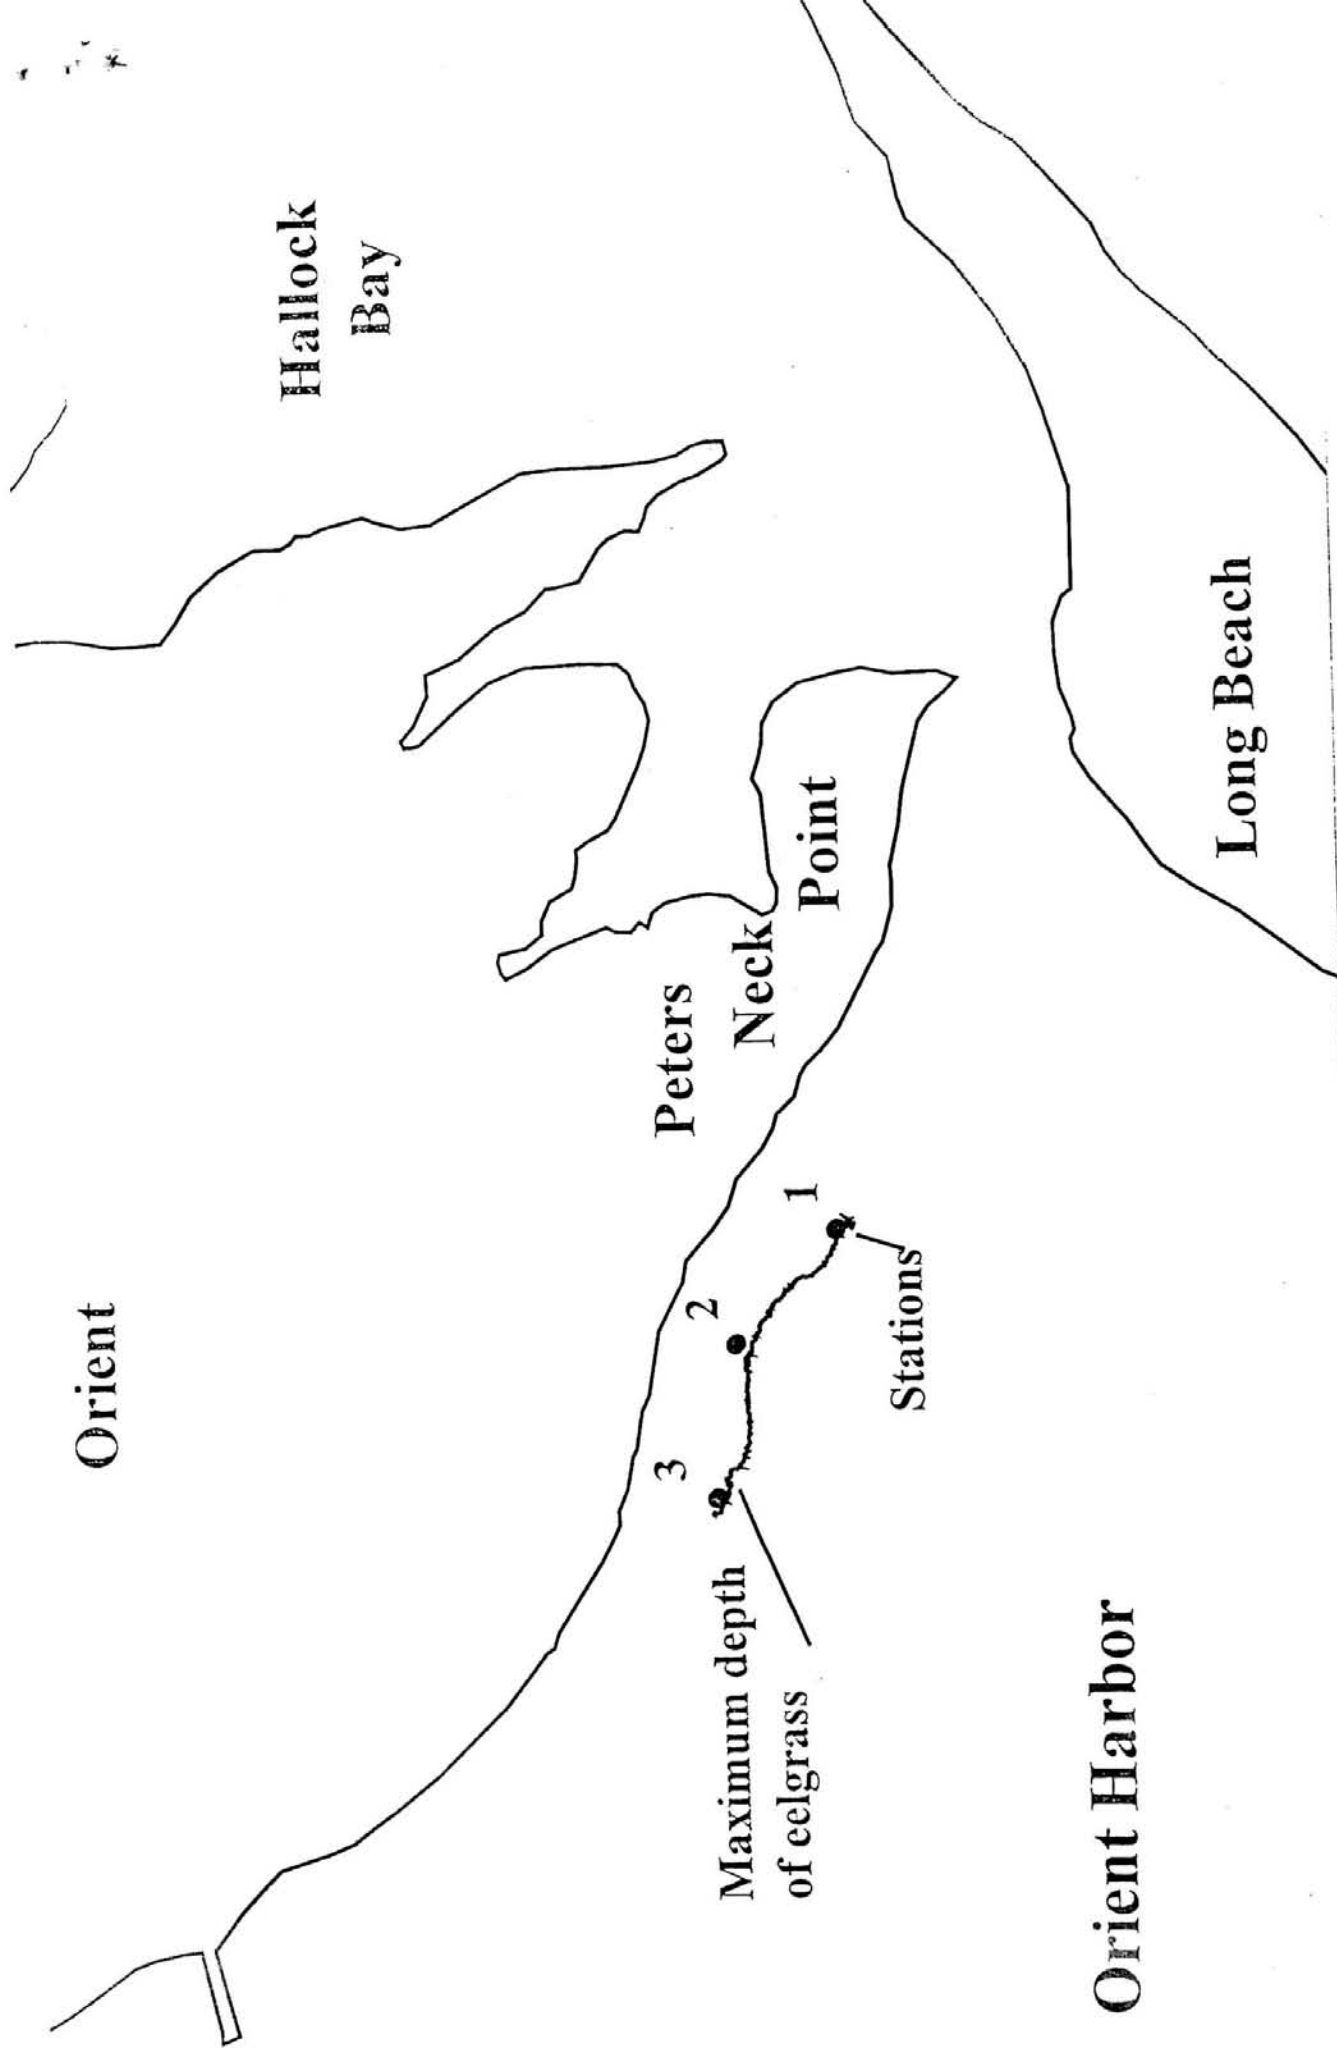 Orient
Hallock
Bay
Peters
Neck
Point
3
2
1
Maximum depth
of eelgrass
Stations
Orient Harbor
Long Beach